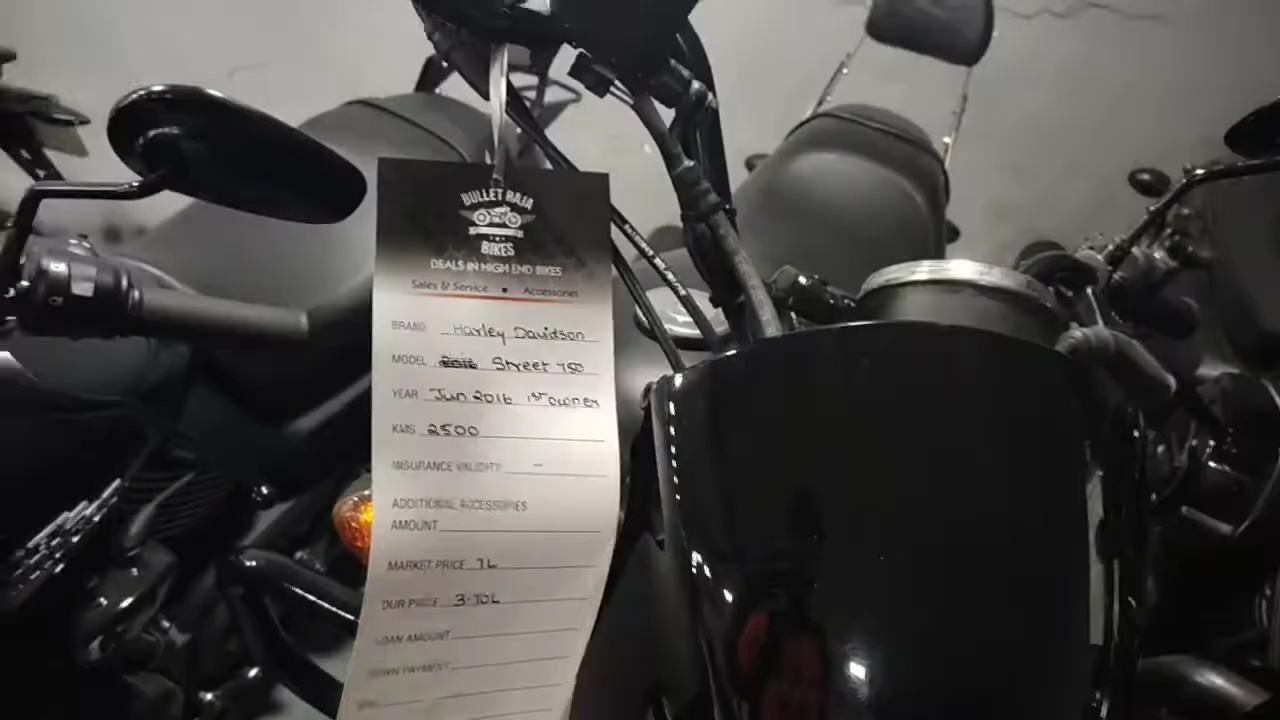 BULLET RAJA
BIKES
DEALS IN HIGH END BIKES
Sales & Service • Accessories
BRAND Harley Davidson
MODEL Street 750
YEAR Jun 2016 1st owner
KMS 2500
INSURANCE VALIDITY -
ADDITIONAL ACCESSORIES
AMOUNT
MARKET PRICE 7L
OUR PRICE 3.70L
LOAN AMOUNT
DOWN PAYMENT